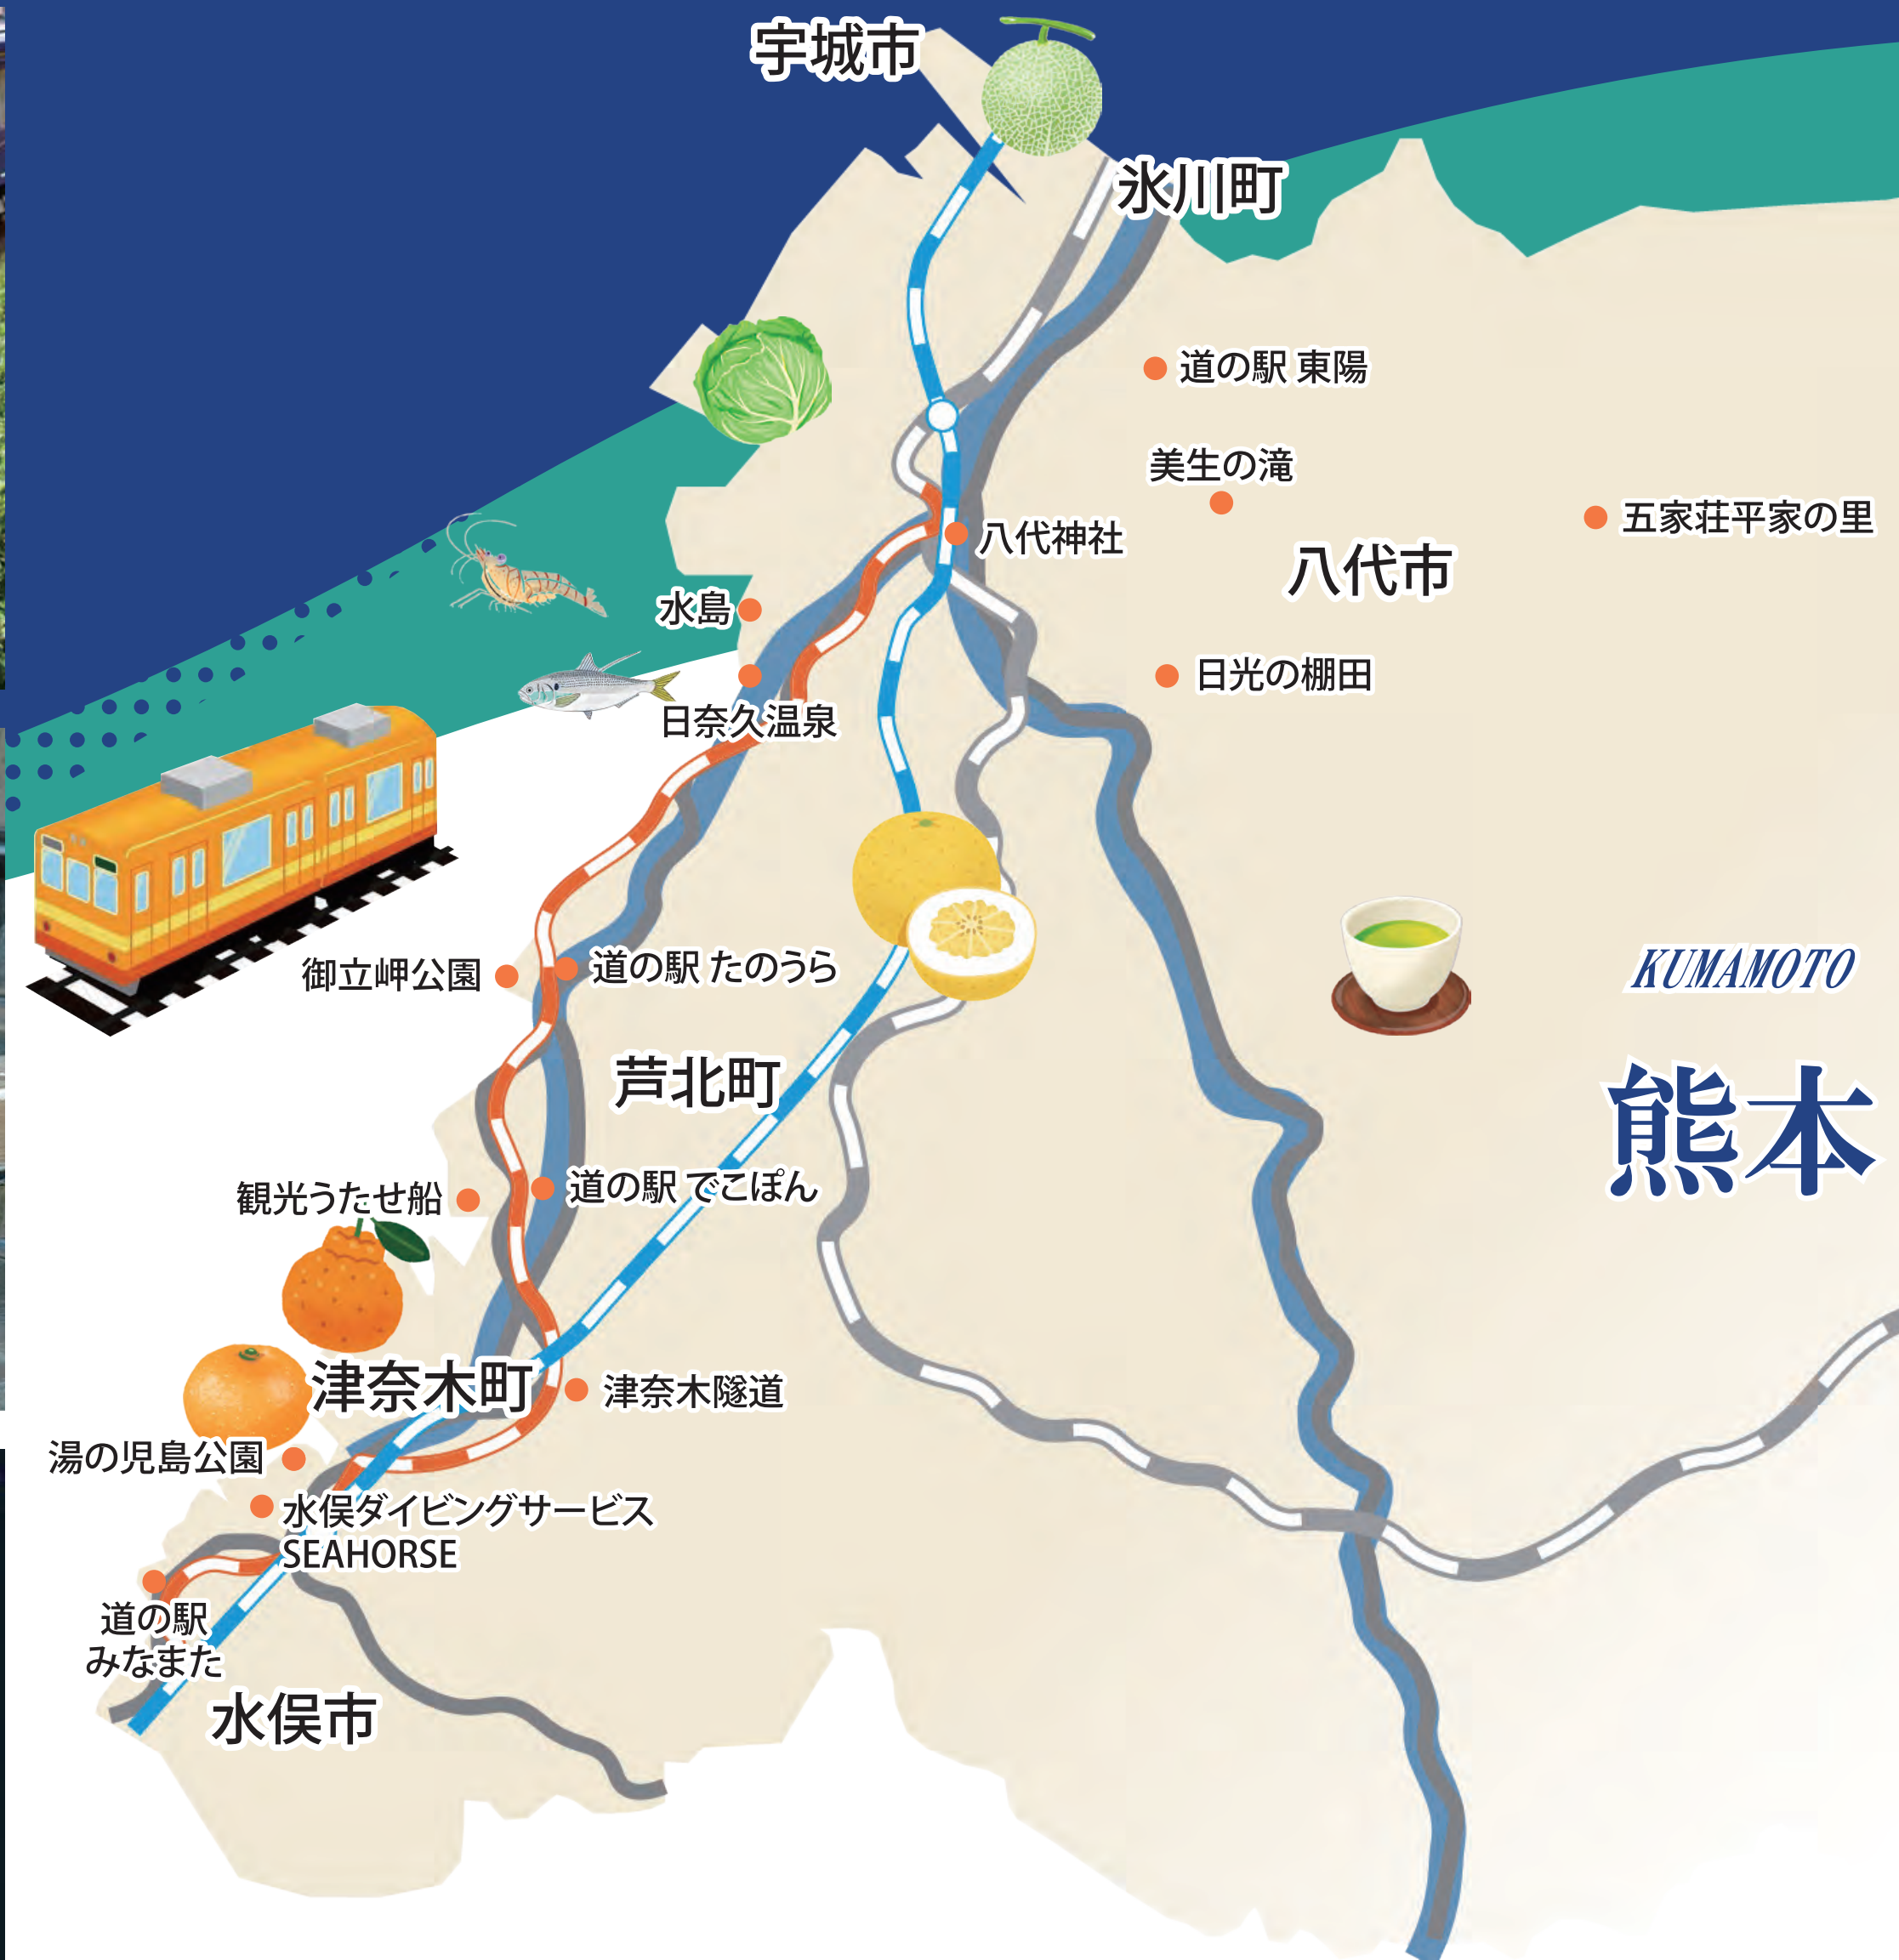 宇城市
氷川町
道の駅 東陽
美生の滝
五家荘平家の里
八代神社
八代市
水島
日光の棚田
日奈久温泉
KUMAMOTO
熊本
御立岬公園
道の駅 たのうら
芦北町
観光うたせ船
道の駅 でこぽん
津奈木町
津奈木隧道
湯の児島公園
水俣ダイビングサービス
SEAHORSE
道の駅
みなまた
水俣市